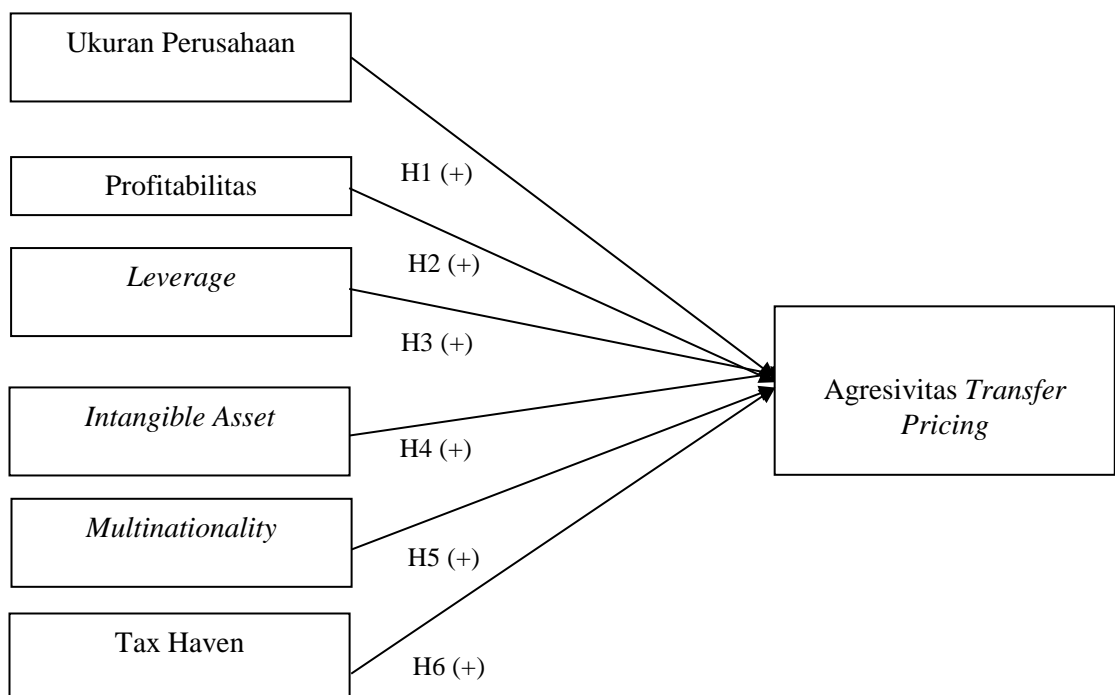 Ukuran Perusahaan
H1 (+)
Profitabilitas
H2 (+)
Leverage
H3 (+)
Intangible Asset
H4 (+)
Multinationality
H5 (+)
Tax Haven
H6 (+)
Agresivitas Transfer
Pricing